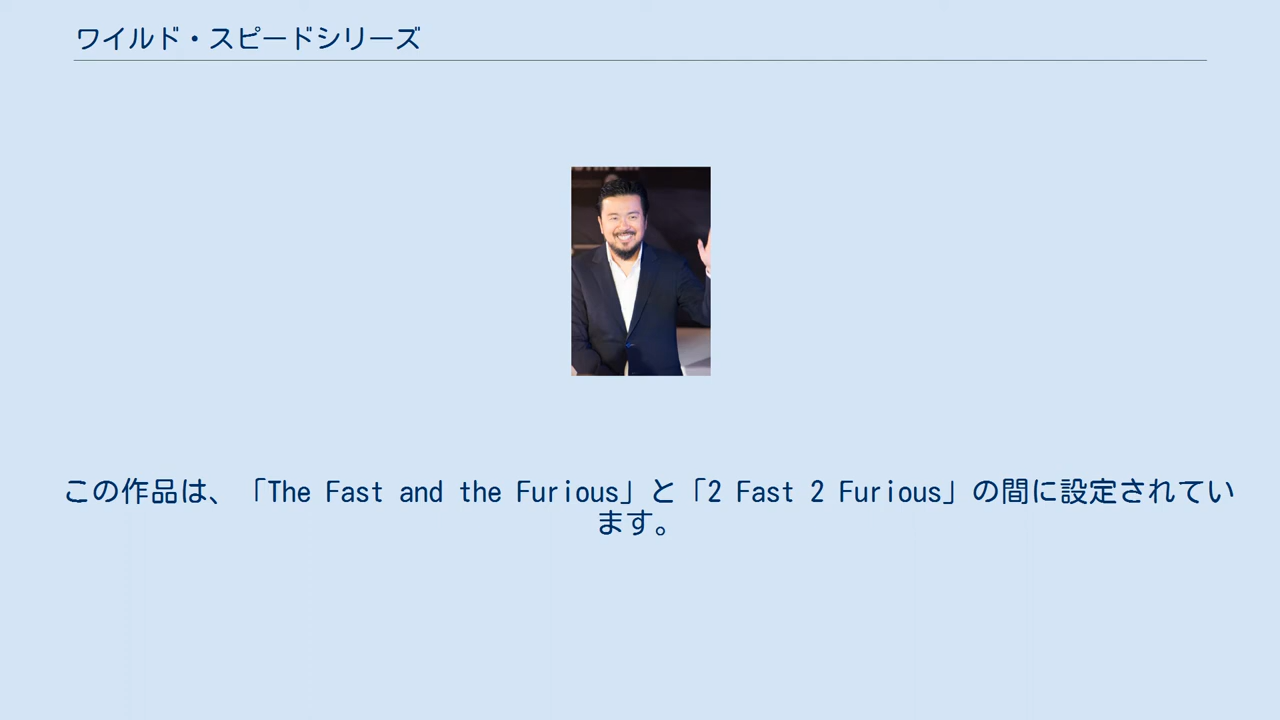 ワイルド・スピードシリーズ
この作品は、「The Fast and the Furious」と「2 Fast 2 Furious」の間に設定されてい
ます。